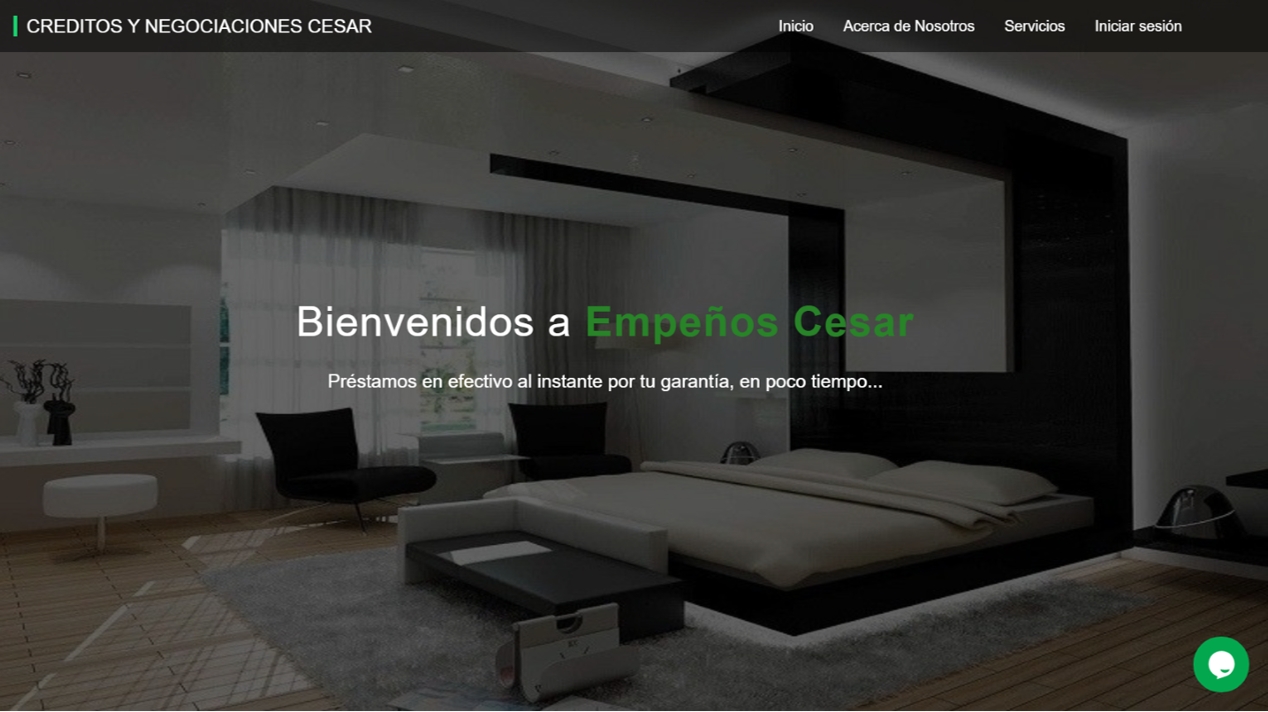 CREDITOS Y NEGOCIACIONES CESAR
Inicio Acerca de Nosotros Servicios Iniciar sesión
Bienvenidos a Empeños Cesar
Préstamos en efectivo al instante por tu garantía, en poco tiempo...